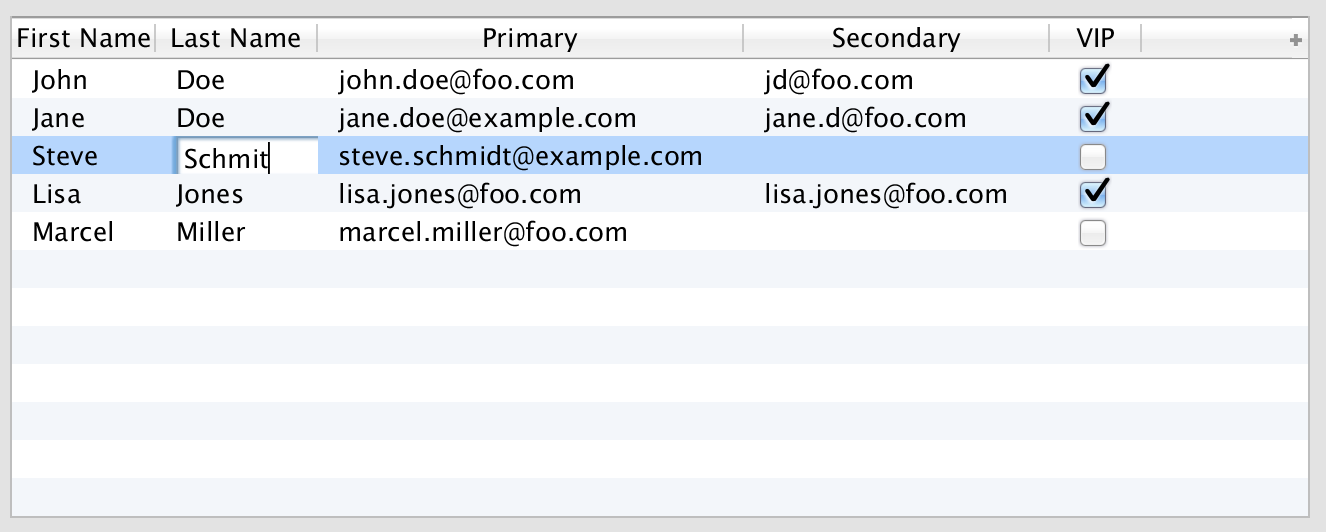 First Name Last Name Primary Secondary VIP +
John Doe john.doe@foo.com jd@foo.com
Jane Doe jane.doe@example.com jane.d@foo.com
Steve Schmit steve.schmidt@example.com
Lisa Jones lisa.jones@foo.com lisa.jones@foo.com
Marcel Miller marcel.miller@foo.com